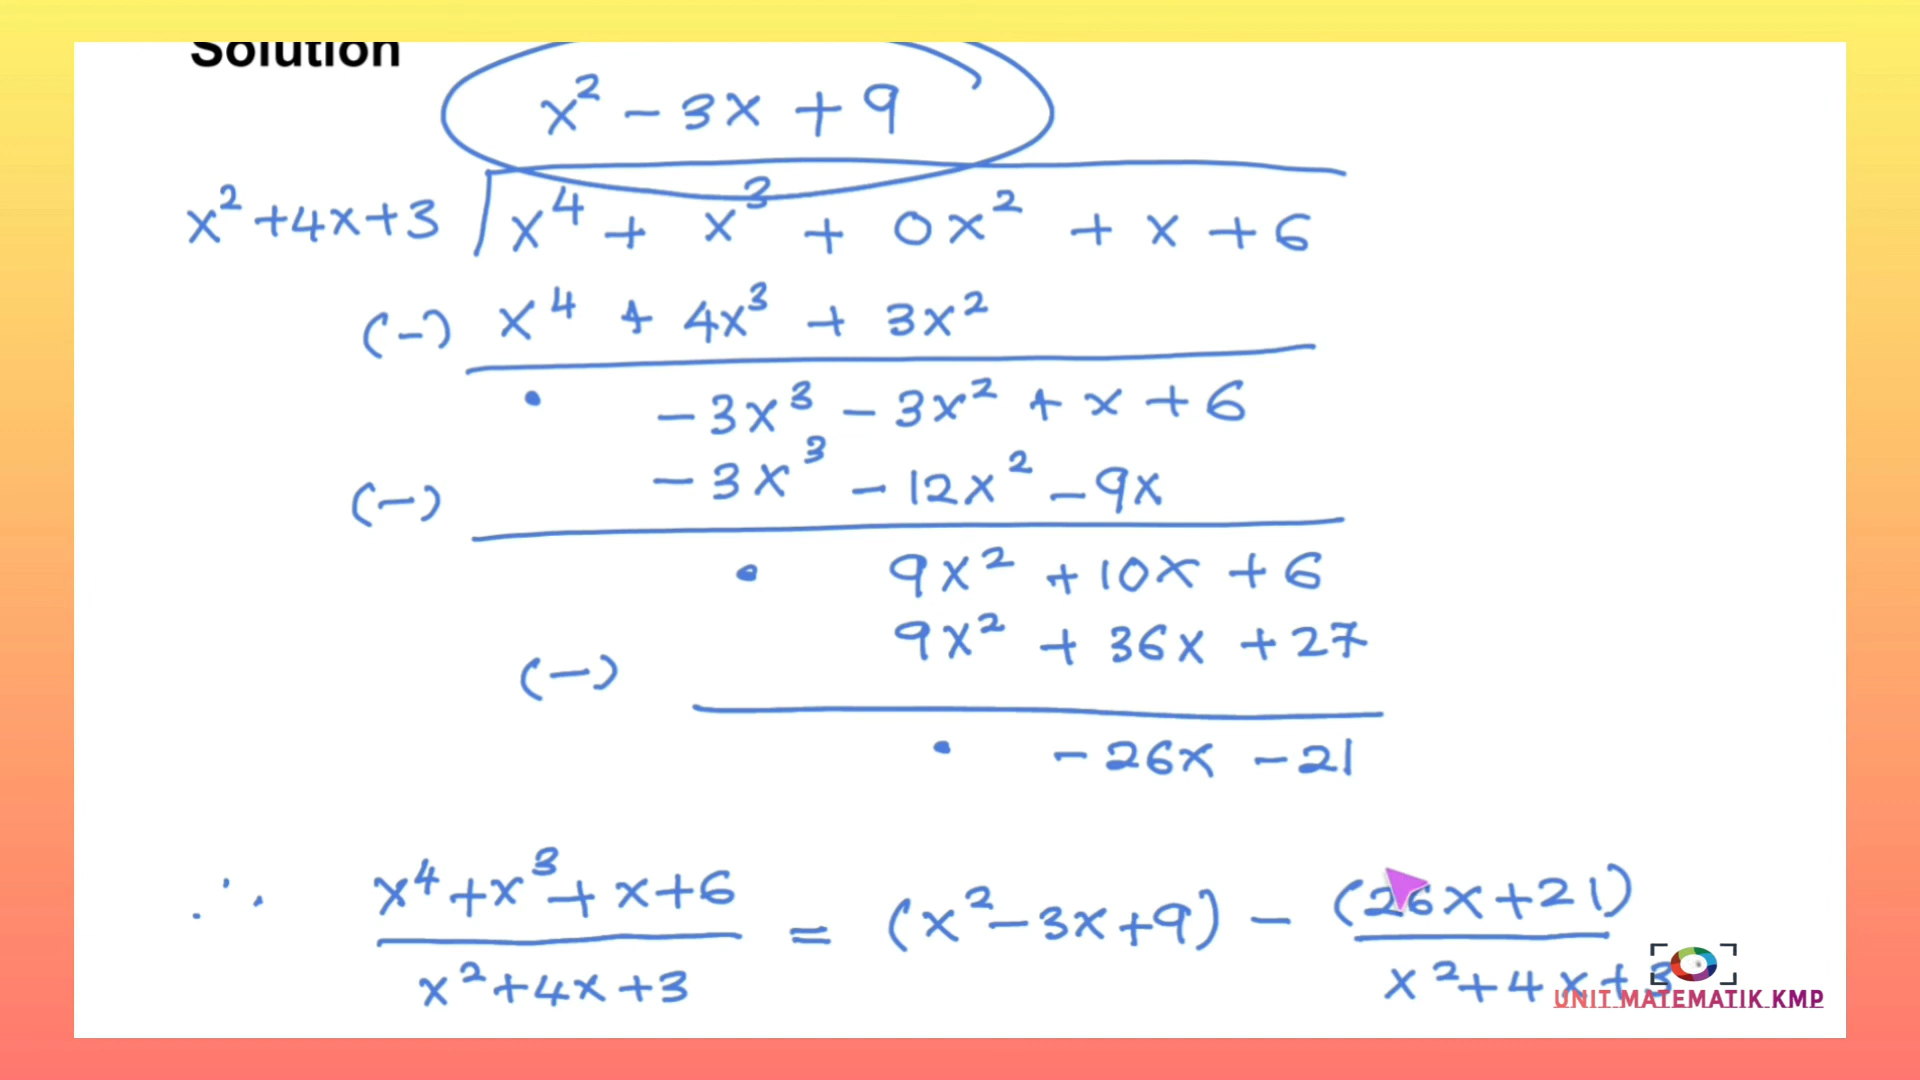 Solution
x² - 3x + 9
x² + 4x + 3 x⁴ + x³ + 0x² + x + 6
(-) x⁴ + 4x³ + 3x²
. - 3x³ - 3x² + x + 6
(-) - 3x³ - 12x² - 9x
. 9x² + 10x + 6
(-) 9x² + 36x + 27
. - 26x - 21
∴ x⁴ + x³ + x + 6 / x² + 4x + 3 = (x² - 3x + 9) - (26x + 21) / x² + 4x + 3
UNIT MATEMATIK KMP